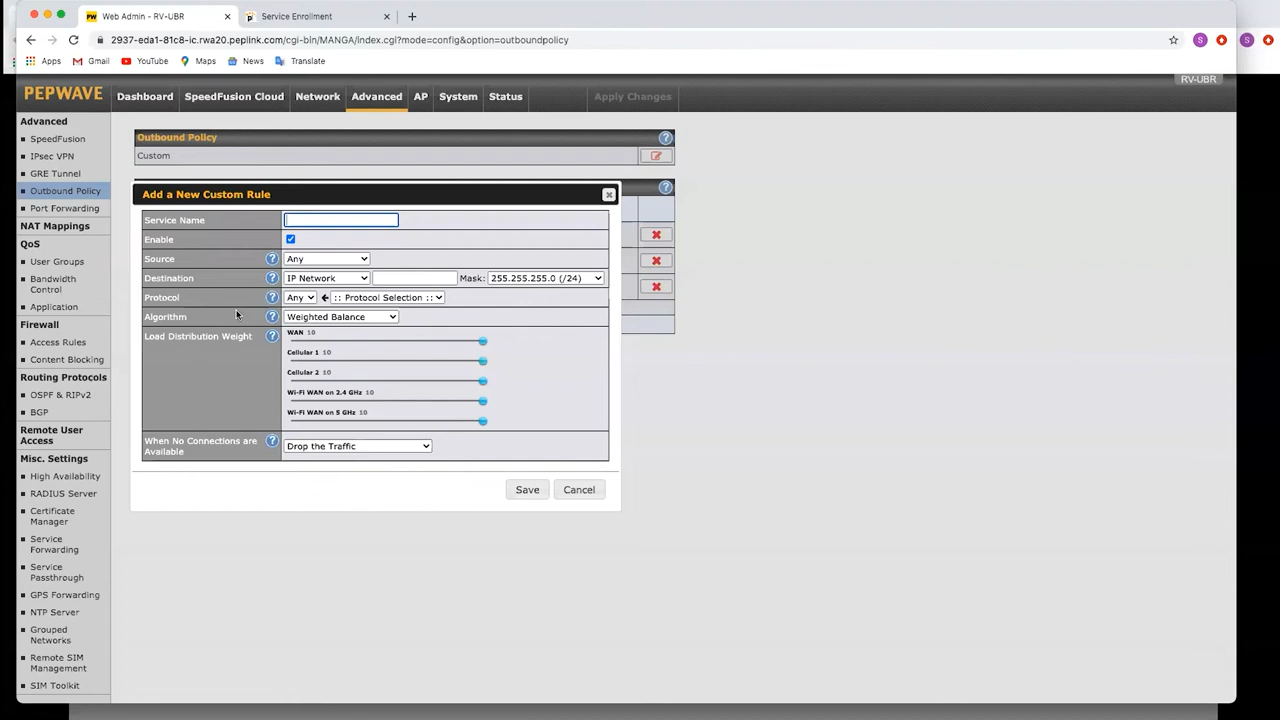 Web Admin - RV-UBR
Service Enrollment
2937-eda1-81c8-ic.rwa20.peplink.com/cgi-bin/MANGA/index.cgi?mode=config&option=outboundpolicy
S
S
Apps
Gmail
YouTube
Maps
News
Translate
RV-UBR
PEPWAVE
Dashboard
SpeedFusion Cloud
Network
Advanced
AP
System
Status
Apply Changes
Advanced
SpeedFusion
IPsec VPN
GRE Tunnel
Outbound Policy
Port Forwarding
NAT Mappings
QoS
User Groups
Bandwidth
Control
Application
Firewall
Access Rules
Content Blocking
Routing Protocols
OSPF & RIPv2
BGP
Remote User
Access
Misc. Settings
High Availability
RADIUS Server
Certificate
Manager
Service
Forwarding
Service
Passthrough
GPS Forwarding
NTP Server
Grouped
Networks
Remote SIM
Management
SIM Toolkit
Outbound Policy
Custom
Add a New Custom Rule
Service Name
Enable
Source
Any
Destination
IP Network
Mask:
255.255.255.0 (/24)
Protocol
Any
:: Protocol Selection ::
Algorithm
Weighted Balance
Load Distribution Weight
WAN 10
Cellular 1 10
Cellular 2 10
Wi-Fi WAN on 2.4 GHz 10
Wi-Fi WAN on 5 GHz 10
When No Connections are
Available
Drop the Traffic
Save
Cancel